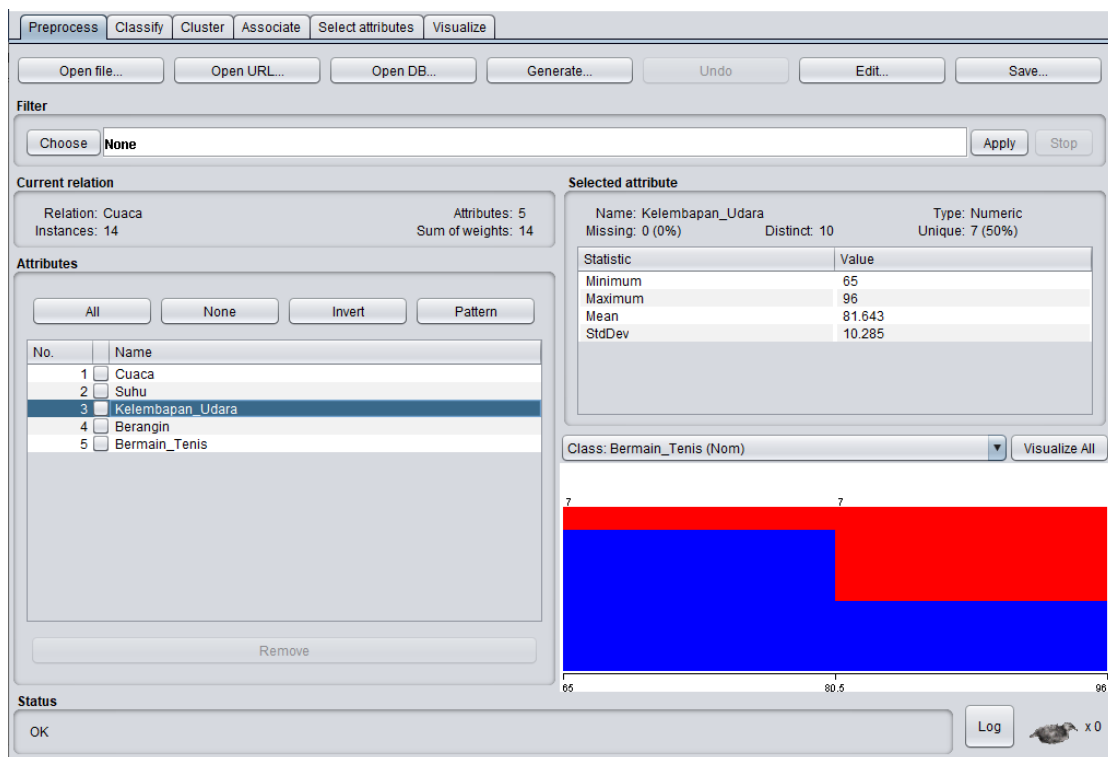 Preprocess Classify Cluster Associate Select attributes Visualize
Open file... Open URL... Open DB... Generate... Undo Edit... Save...
Filter
Choose None Apply Stop
Current relation
Relation: Cuaca Attributes: 5
Instances: 14 Sum of weights: 14
Attributes
All None Invert Pattern
No. Name
1 Cuaca
2 Suhu
3 Kelembapan_Udara
4 Berangin
5 Bermain_Tenis
Remove
Selected attribute
Name: Kelembapan_Udara Type: Numeric
Missing: 0 (0%) Distinct: 10 Unique: 7 (50%)
Statistic Value
Minimum 65
Maximum 96
Mean 81.643
StdDev 10.285
Class: Bermain_Tenis (Nom) Visualize All
7 7
65 80.5 96
Status
OK Log x 0